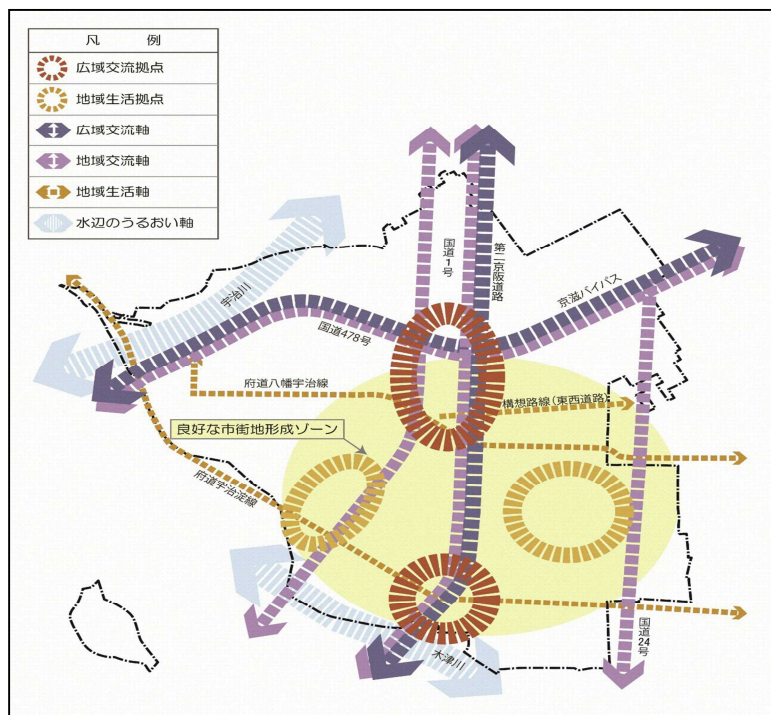 凡 例
広域交流拠点
地域生活拠点
広域交流軸
地域交流軸
地域生活軸
水辺のうるおい軸
国道1号
第二京阪道路
京滋バイパス
宇治川
国道478号
府道八幡宇治線
構想路線(東西道路)
良好な市街地形成ゾーン
府道宇治淀線
国道24号
木津川